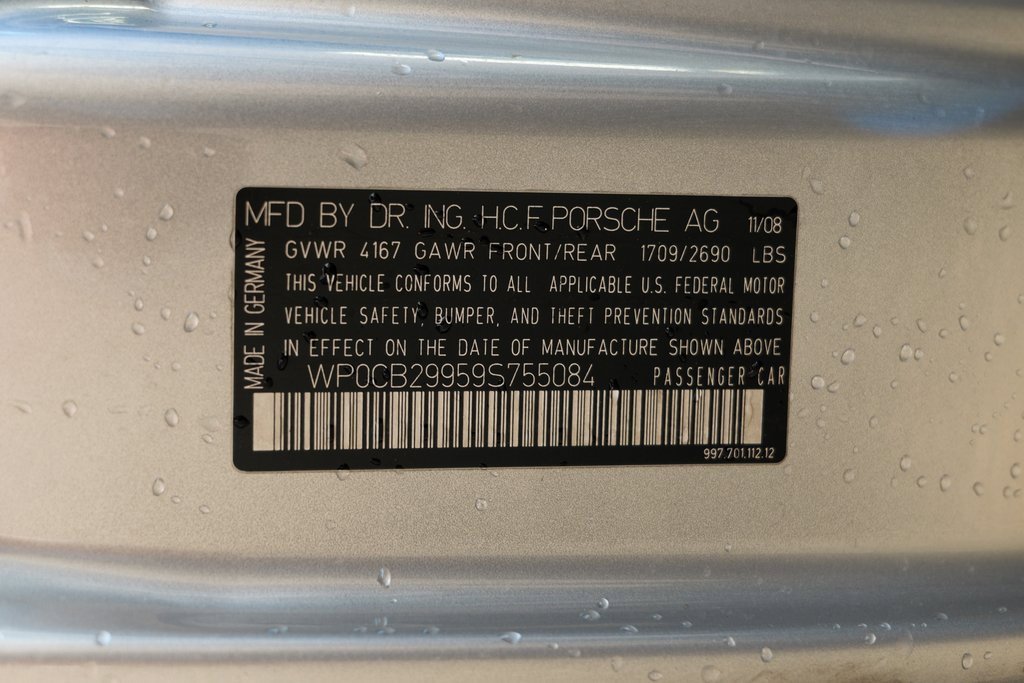 MFD BY DR. ING. H.C.F. PORSCHE AG 11/08
GVWR 4167 GAWR FRONT/REAR 1709/2690 LBS
THIS VEHICLE CONFORMS TO ALL APPLICABLE U.S. FEDERAL MOTOR
VEHICLE SAFETY, BUMPER, AND THEFT PREVENTION STANDARDS
IN EFFECT ON THE DATE OF MANUFACTURE SHOWN ABOVE
WP0CB29959S755084 PASSENGER CAR
997.701.112.12
MADE IN GERMANY